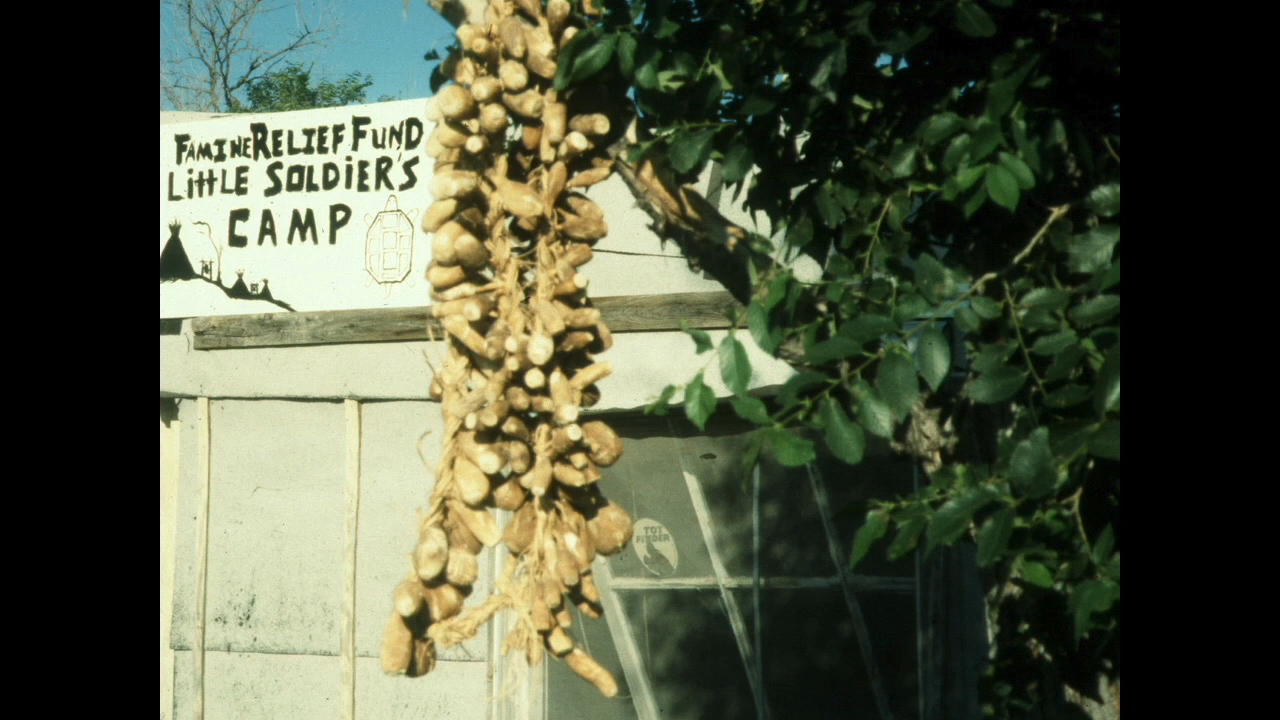 FAMINE RELIEF FUND
LittLE SOLDIER'S
CAMP
TOT
FINDER